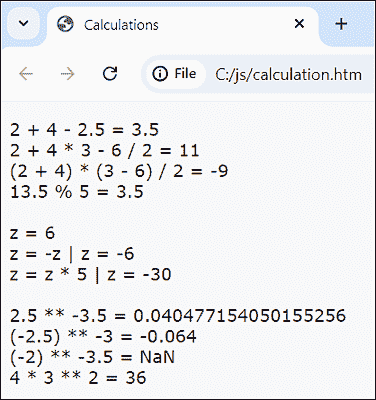 Calculations
File C:/js/calculation.htm
2 + 4 - 2.5 = 3.5
2 + 4 * 3 - 6 / 2 = 11
(2 + 4) * (3 - 6) / 2 = -9
13.5 % 5 = 3.5
z = 6
z = -z | z = -6
z = z * 5 | z = -30
2.5 ** -3.5 = 0.040477154050155256
(-2.5) ** -3 = -0.064
(-2) ** -3.5 = NaN
4 * 3 ** 2 = 36